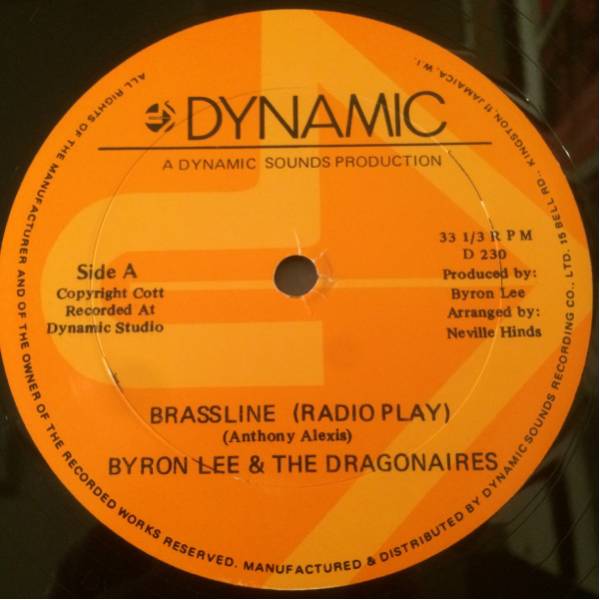 DYNAMIC
A DYNAMIC SOUNDS PRODUCTION
Side A
Copyright Cott
Recorded At
Dynamic Studio
33 1/3 R P M
D 230
Produced by:
Byron Lee
Arranged by:
Neville Hinds
BRASSLINE (RADIO PLAY)
(Anthony Alexis)
BYRON LEE & THE DRAGONAIRES
ALL RIGHTS OF THE MANUFACTURER AND OF THE OWNER OF THE RECORDED WORKS RESERVED. MANUFACTURED & DISTRIBUTED BY DYNAMIC SOUNDS RECORDING CO., LTD. 15 BELL RD., KINGSTON, 11 JAMAICA, W.I.